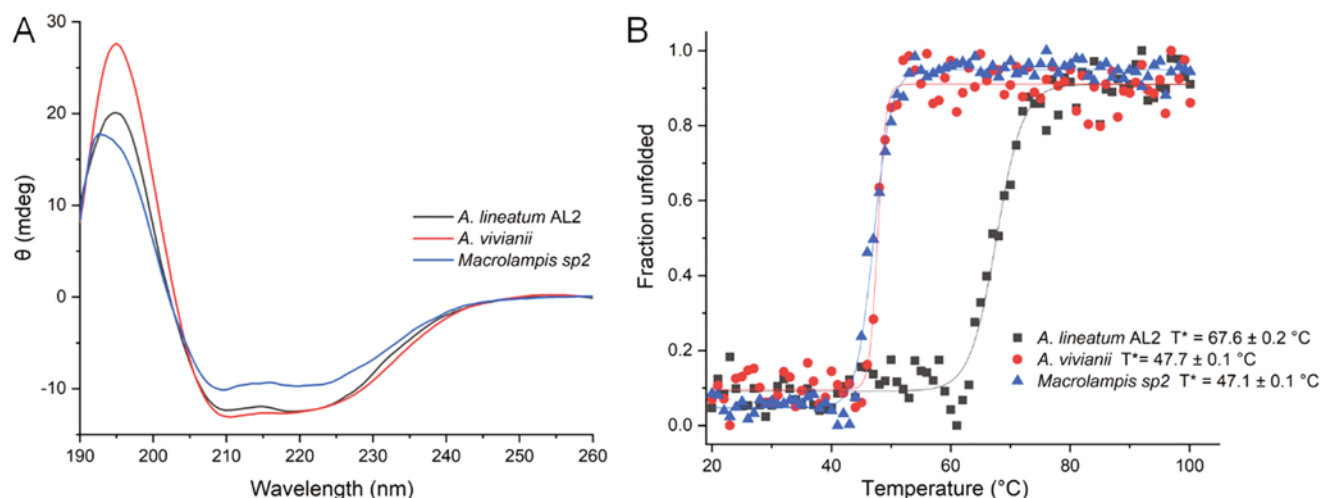 A
30
20
10
0
-10
θ (mdeg)
A. lineatum AL2
A. vivianii
Macrolampis sp2
190 200 210 220 230 240 250 260
Wavelength (nm)
B
1.0
0.8
0.6
0.4
0.2
0.0
Fraction unfolded
A. lineatum AL2 T* = 67.6 ± 0.2 °C
A. vivianii T*= 47.7 ± 0.1 °C
Macrolampis sp2 T* = 47.1 ± 0.1 °C
20 40 60 80 100
Temperature (°C)